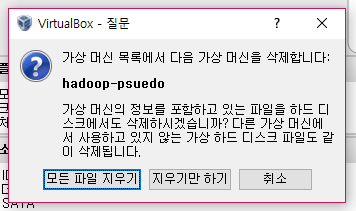 VirtualBox - 질문
가상 머신 목록에서 다음 가상 머신을 삭제합니다:
hadoop-psuedo
가상 머신의 정보를 포함하고 있는 파일을 하드 디
스크에서도 삭제하시겠습니까? 다른 가상 머신에
서 사용하고 있지 않는 가상 하드 디스크 파일도 같
이 삭제됩니다.
모든 파일 지우기 지우기만 하기 취소
SATA